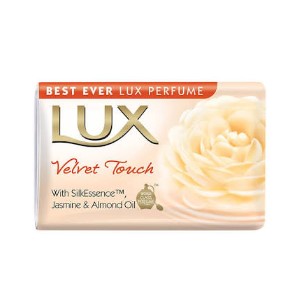 BEST EVER LUX PERFUME
LUX
Velvet Touch
With SilkEssence™,
Jasmine & Almond Oil